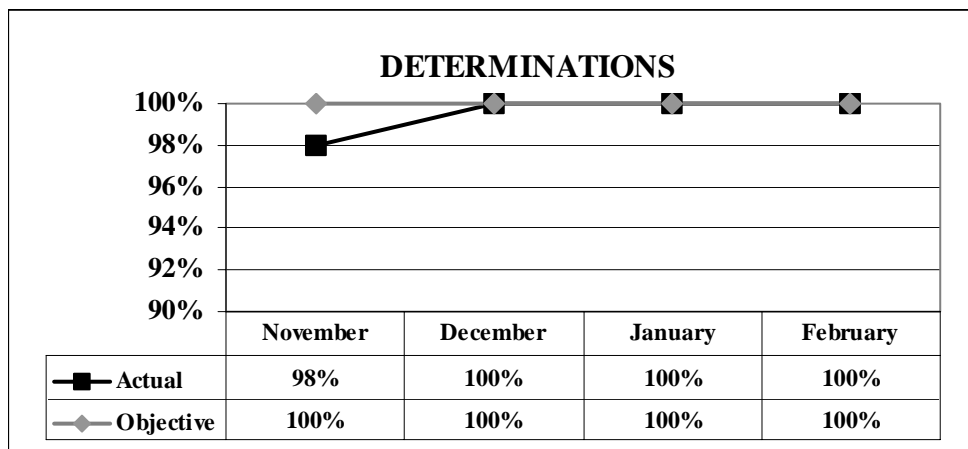 DETERMINATIONS
100%
98%
96%
94%
92%
90%
November December January February
Actual 98% 100% 100% 100%
Objective 100% 100% 100% 100%